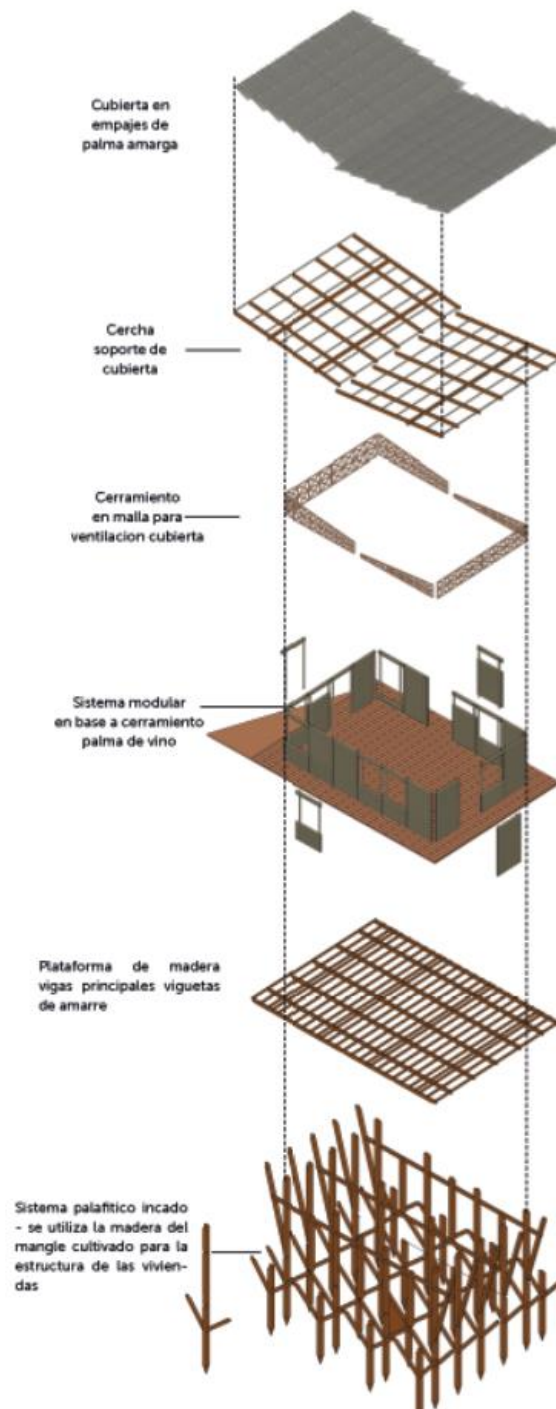 Cubierta en
empajes de
palma amarga
Cercha
soporte de
cubierta
Cerramiento
en malla para
ventilacion cubierta
Sistema modular
en base a cerramiento
palma de vino
Plataforma de madera
vigas principales viguetas
de amarre
Sistema palafitico incado
- se utiliza la madera del
mangle cultivado para la
estructura de las vivien-
das